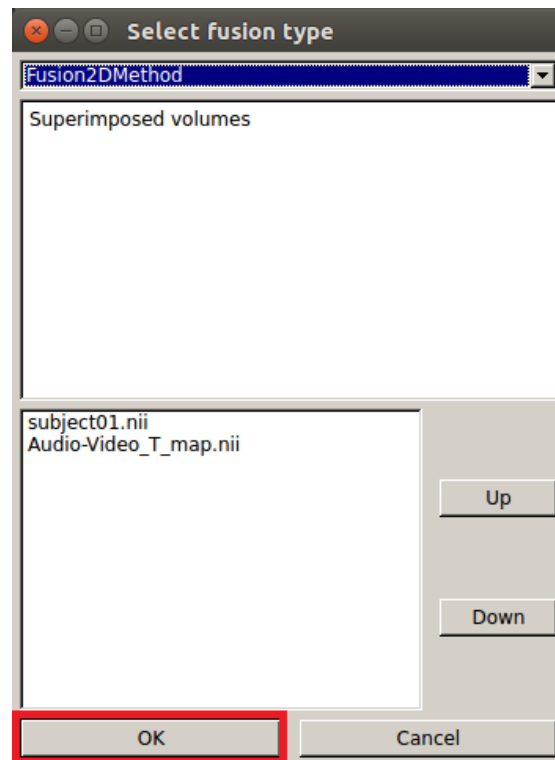 Select fusion type
Fusion2DMethod
Superimposed volumes
subject01.nii
Audio-Video_T_map.nii
Up
Down
OK
Cancel